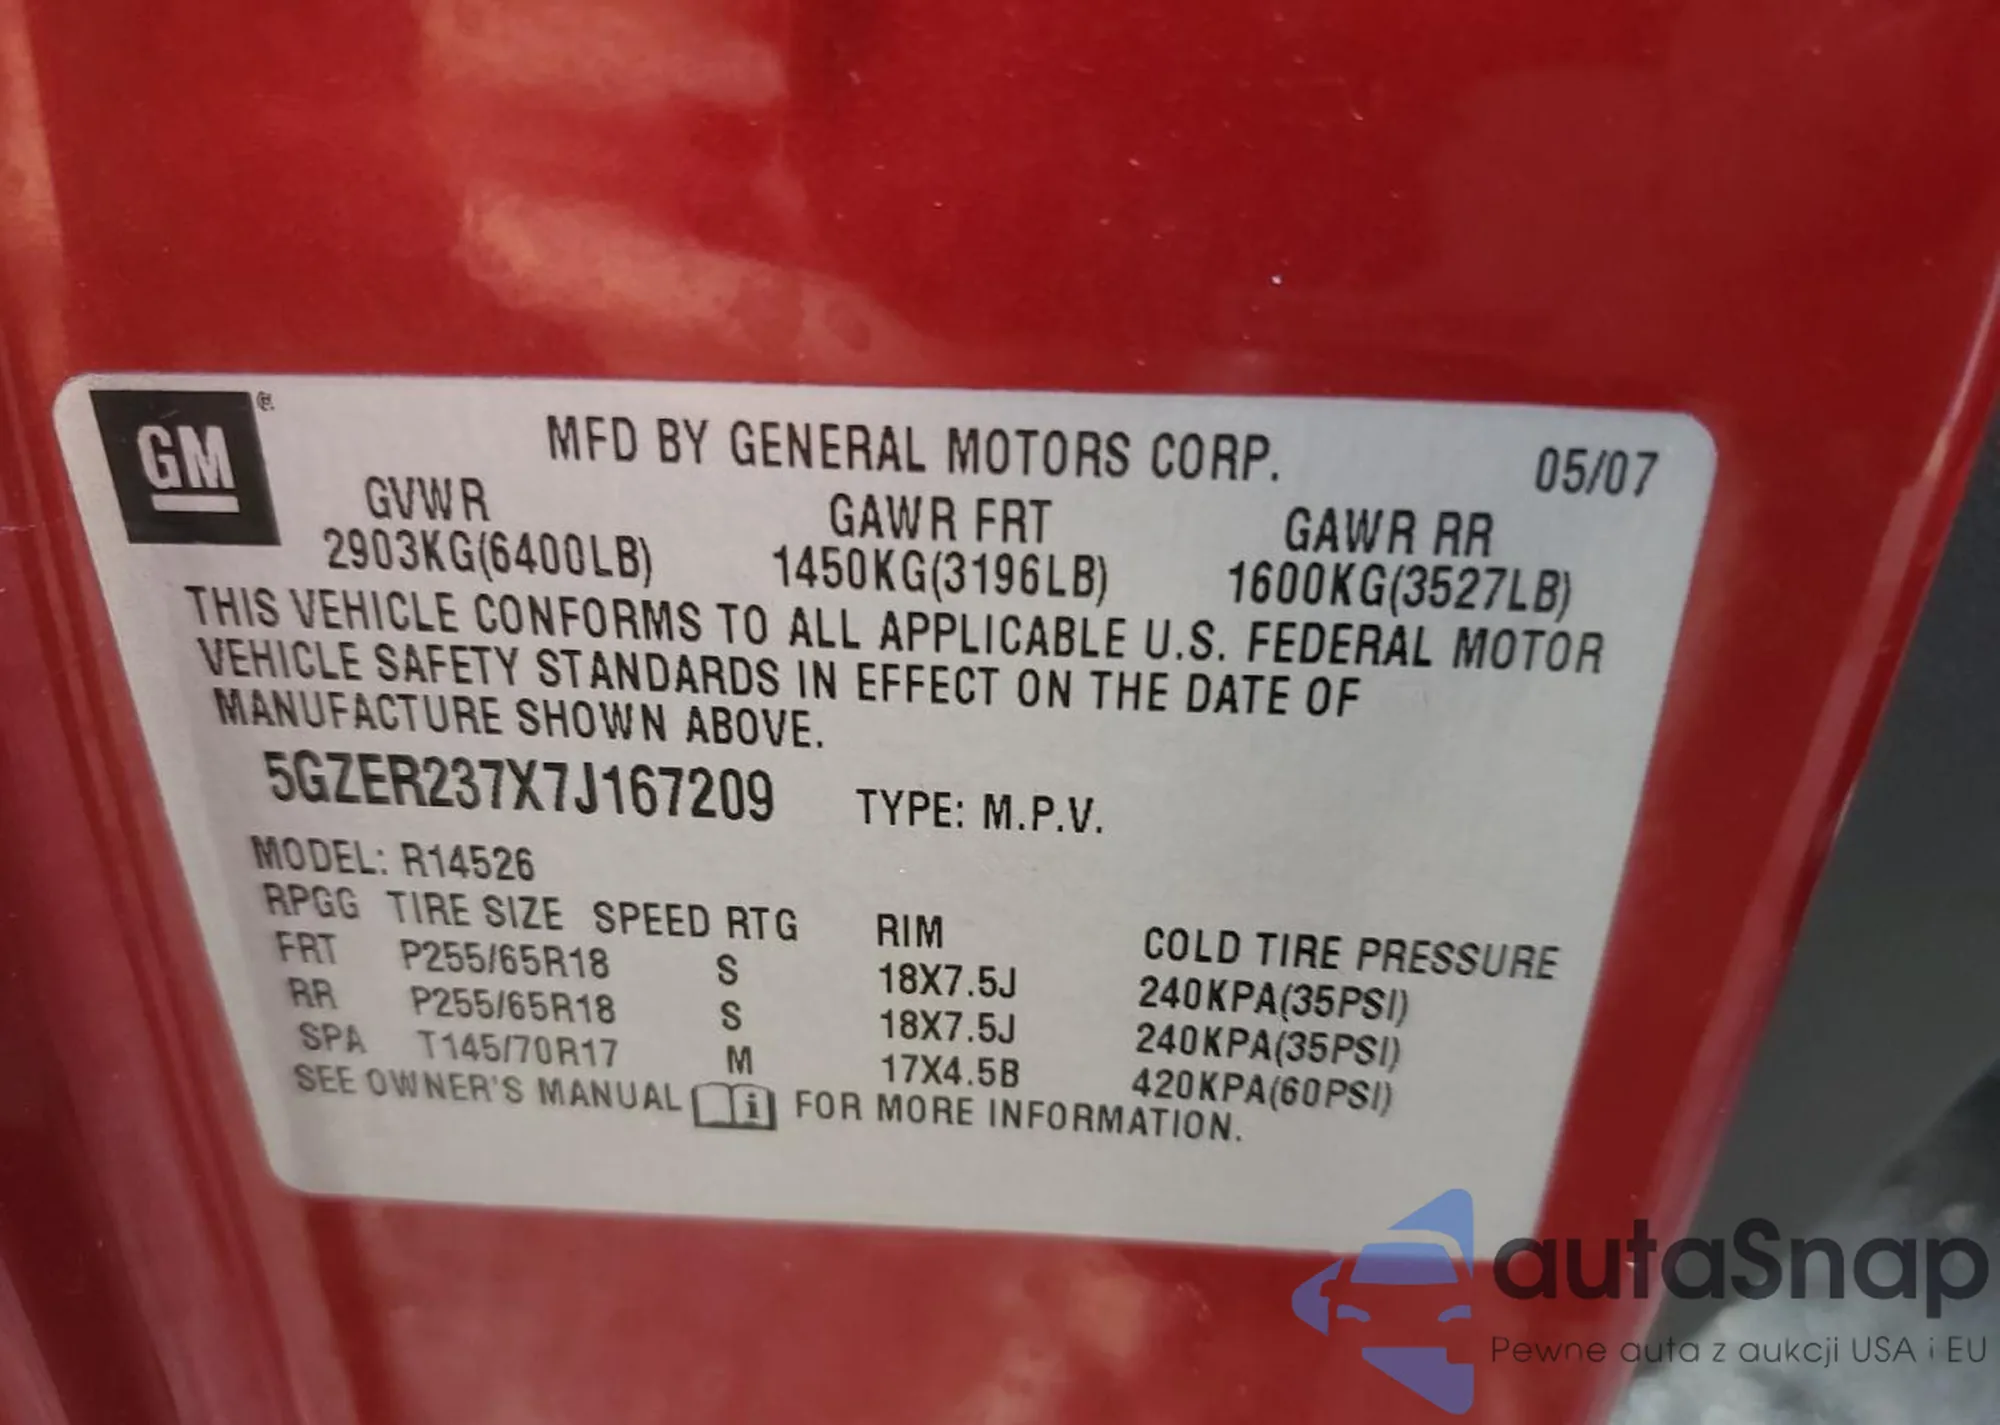 GM
MFD BY GENERAL MOTORS CORP. 05/07
GVWR GAWR FRT GAWR RR
2903KG(6400LB) 1450KG(3196LB) 1600KG(3527LB)
THIS VEHICLE CONFORMS TO ALL APPLICABLE U.S. FEDERAL MOTOR
VEHICLE SAFETY STANDARDS IN EFFECT ON THE DATE OF
MANUFACTURE SHOWN ABOVE.
5GZER237X7J167209 TYPE: M.P.V.
MODEL: R14526
RPGG TIRE SIZE SPEED RTG RIM COLD TIRE PRESSURE
FRT P255/65R18 S 18X7.5J 240KPA(35PSI)
RR P255/65R18 S 18X7.5J 240KPA(35PSI)
SPA T145/70R17 M 17X4.5B 420KPA(60PSI)
SEE OWNER'S MANUAL i FOR MORE INFORMATION.
autaSnap
Pewne auta z aukcji USA i EU